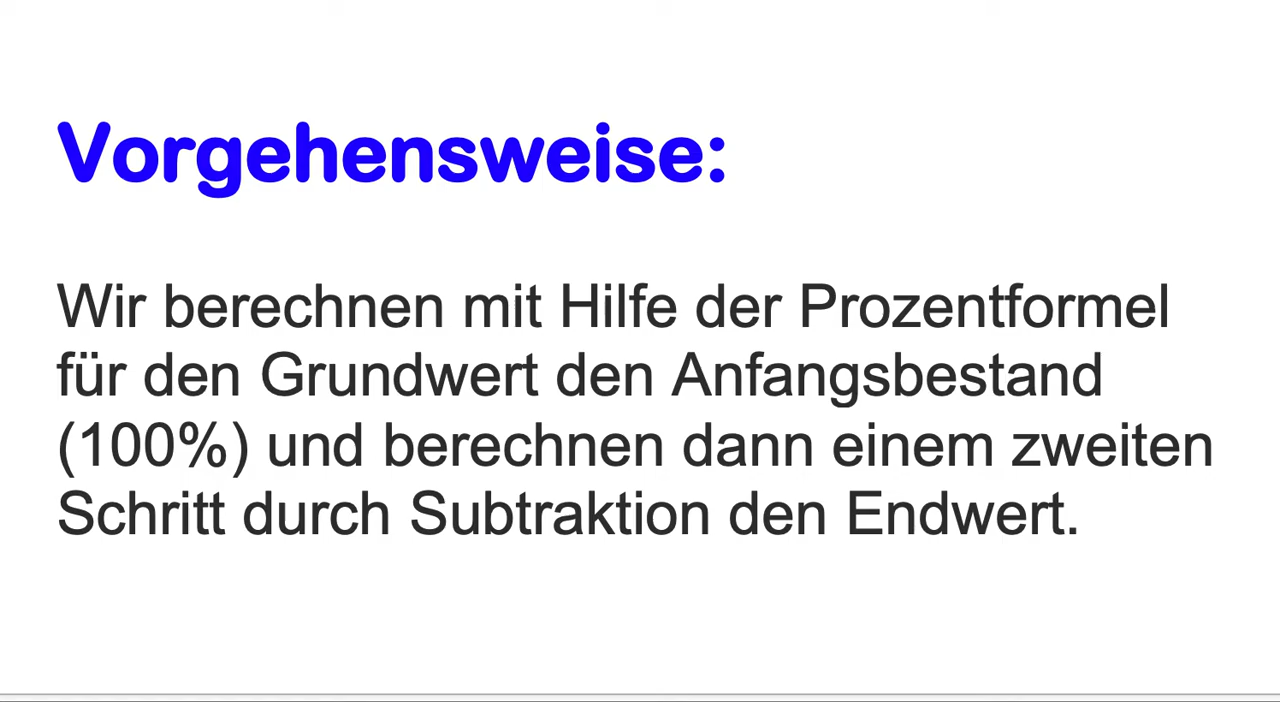 Vorgehensweise:
Wir berechnen mit Hilfe der Prozentformel
für den Grundwert den Anfangsbestand
(100%) und berechnen dann einem zweiten
Schritt durch Subtraktion den Endwert.